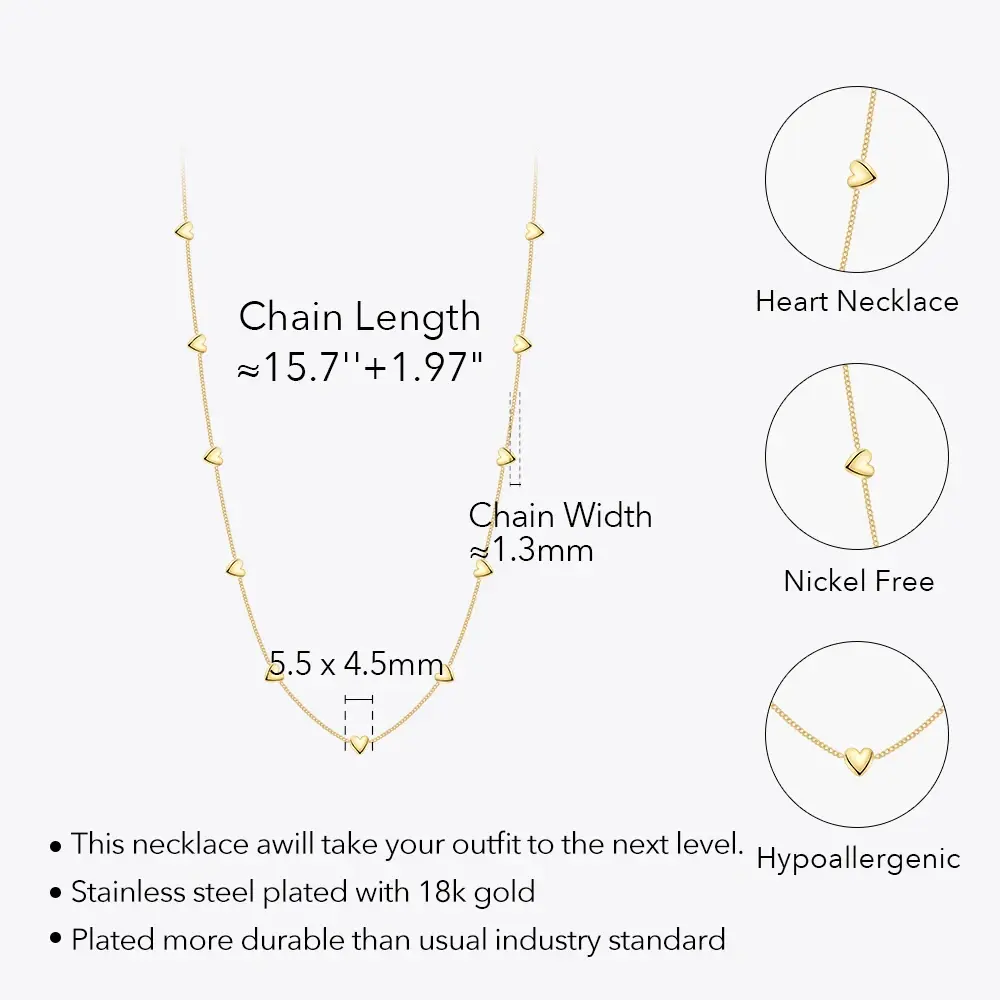 Chain Length
≈15.7''+1.97"
Chain Width
≈1.3mm
5.5 x 4.5mm
Heart Necklace
Nickel Free
Hypoallergenic
• This necklace awill take your outfit to the next level.
• Stainless steel plated with 18k gold
• Plated more durable than usual industry standard